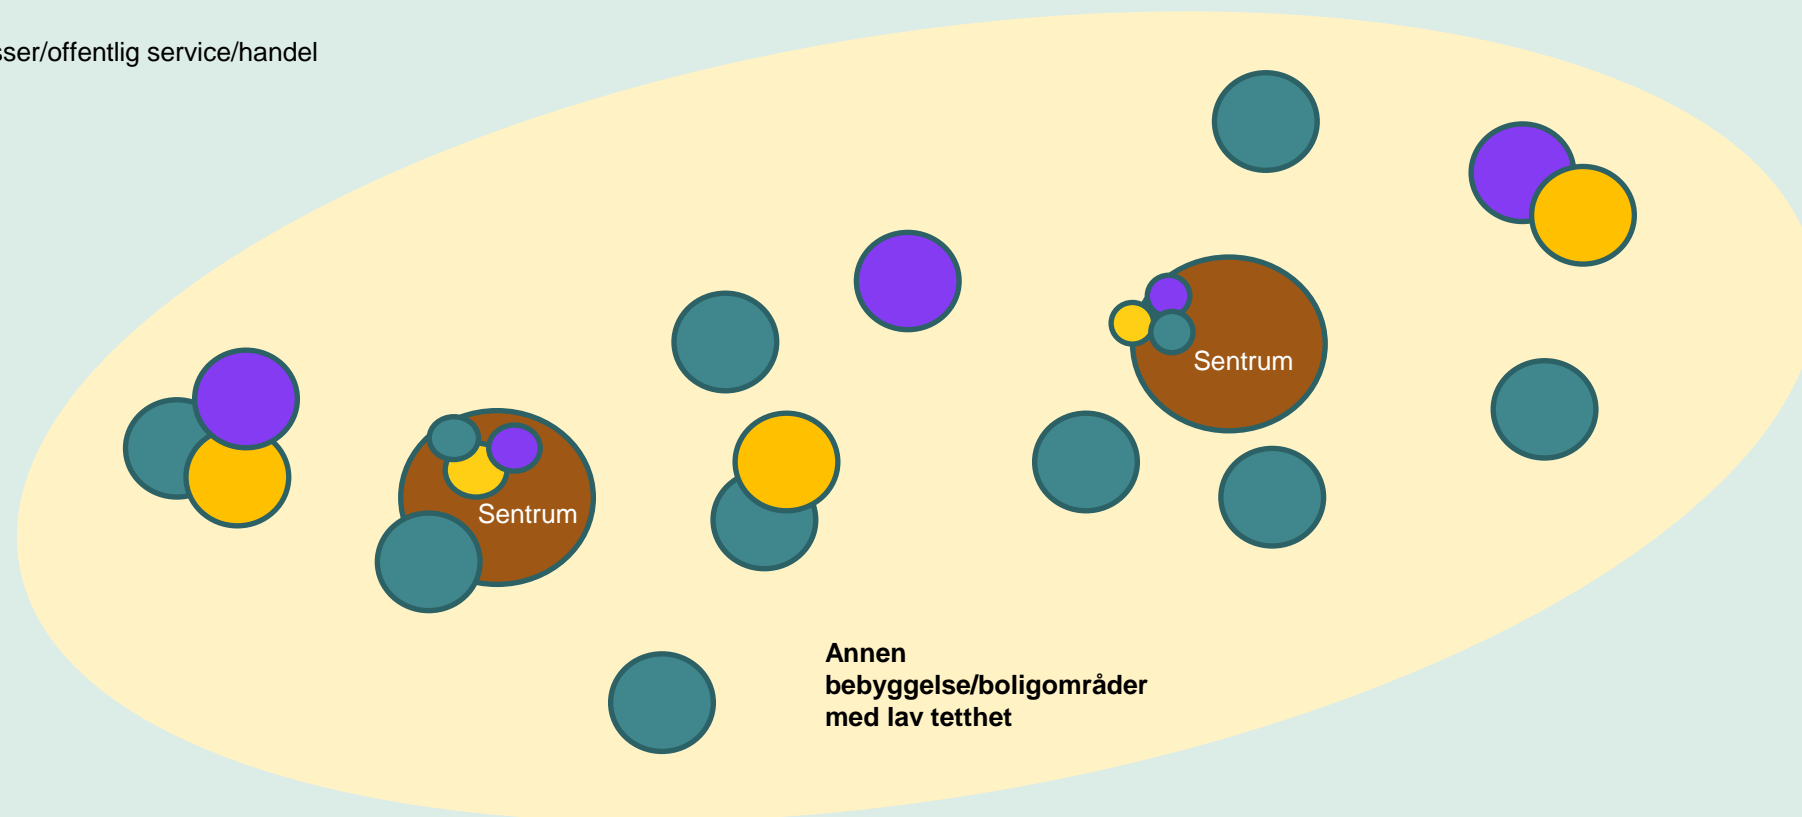 sser/offentlig service/handel
Sentrum
Sentrum
Annen
bebyggelse/boligområder
med lav tetthet